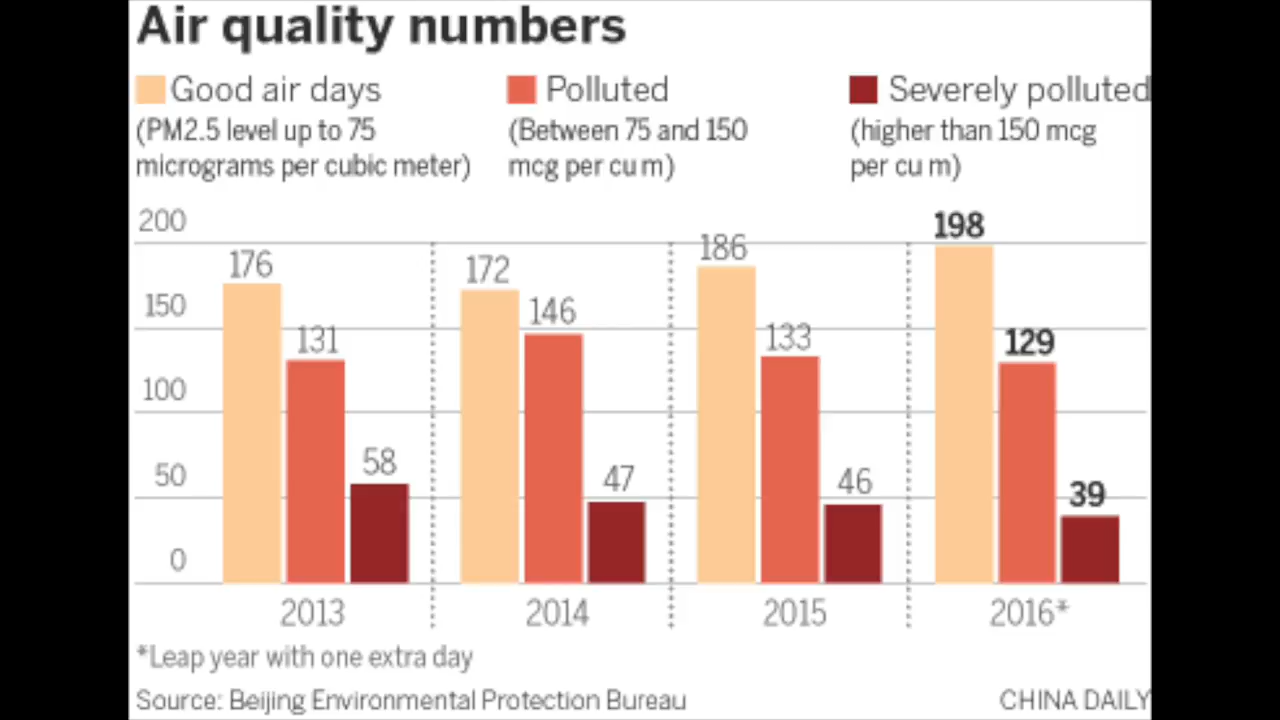 Air quality numbers
Good air days
(PM2.5 level up to 75
micrograms per cubic meter)
Polluted
(Between 75 and 150
mcg per cu m)
Severely polluted
(higher than 150 mcg
per cu m)
200
150
100
50
0
176
131
58
172
146
47
186
133
46
198
129
39
2013
2014
2015
2016*
*Leap year with one extra day
Source: Beijing Environmental Protection Bureau
CHINA DAILY